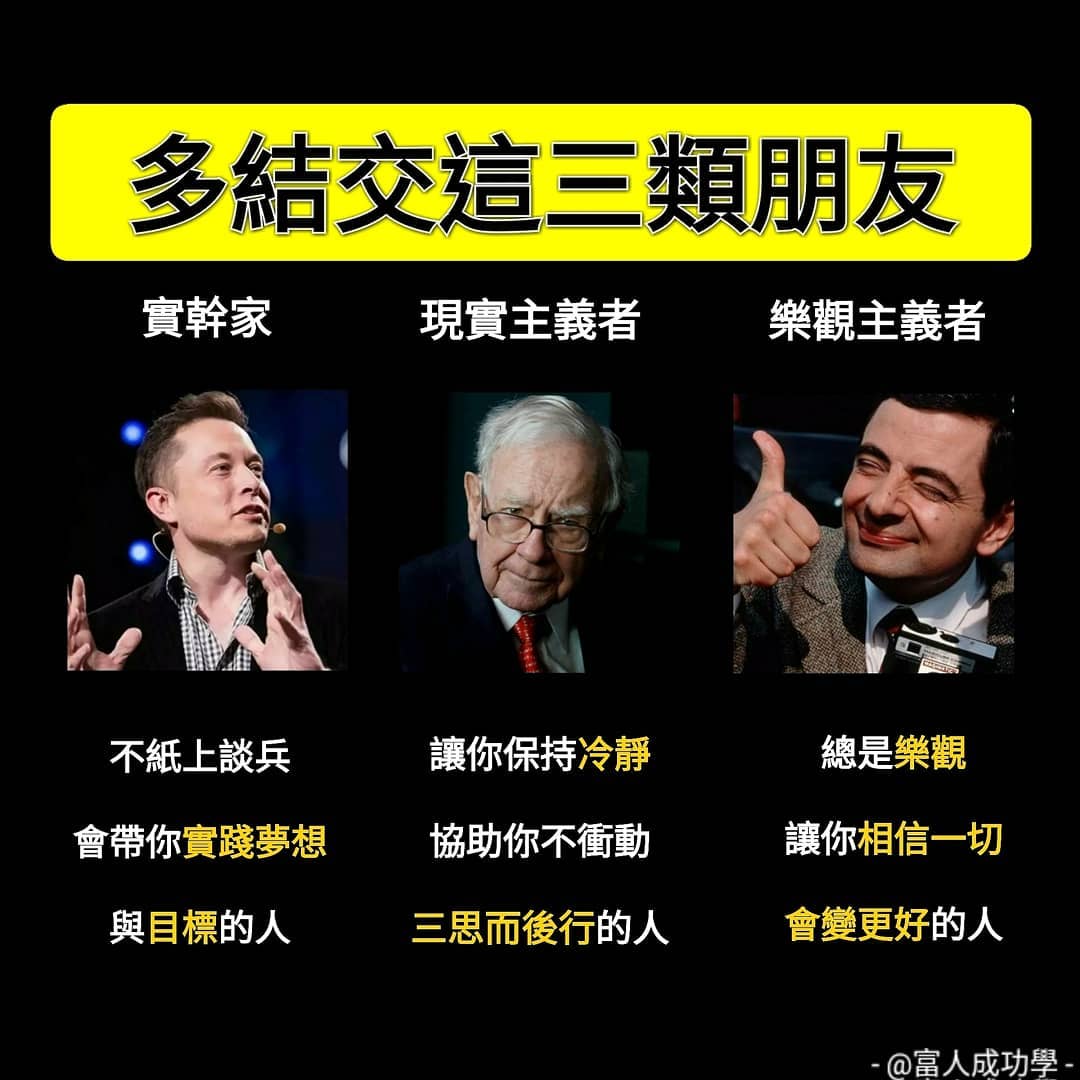 多結交這三類朋友
實幹家
現實主義者
樂觀主義者
不紙上談兵
會帶你實踐夢想
與目標的人
讓你保持冷靜
協助你不衝動
三思而後行的人
總是樂觀
讓你相信一切
會變更好的人
- @富人成功學 -